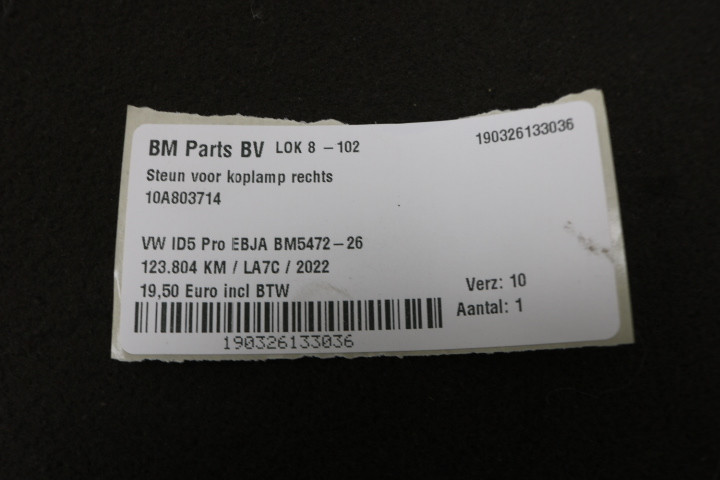 BM Parts BV LOK 8 - 102
190326133036
Steun voor koplamp rechts
10A803714
VW ID5 Pro EBJA BM5472-26
123.804 KM / LA7C / 2022
19,50 Euro incl BTW
Verz: 10
Aantal: 1
190326133036